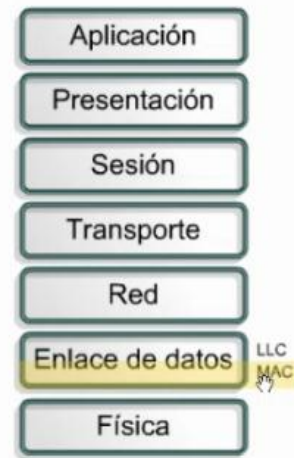 Aplicación
Presentación
Sesión
Transporte
Red
Enlace de datos
LLC
MAC
Física